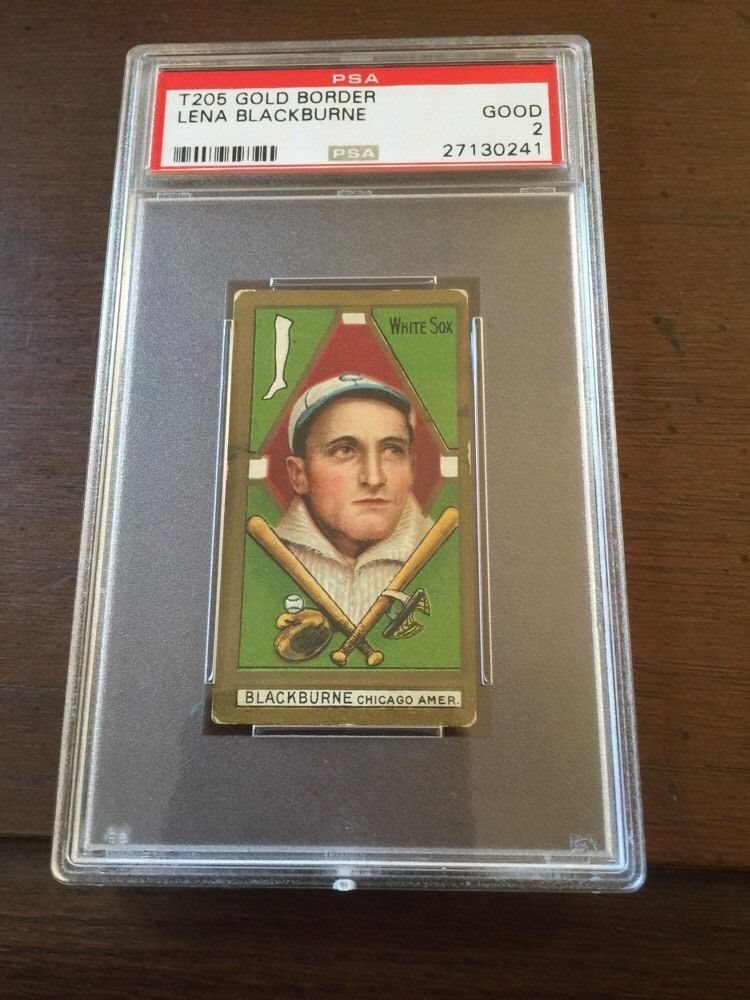 PSA
T205 GOLD BORDER
LENA BLACKBURNE GOOD
2
PSA 27130241
WHITE SOX
BLACKBURNE CHICAGO AMER.